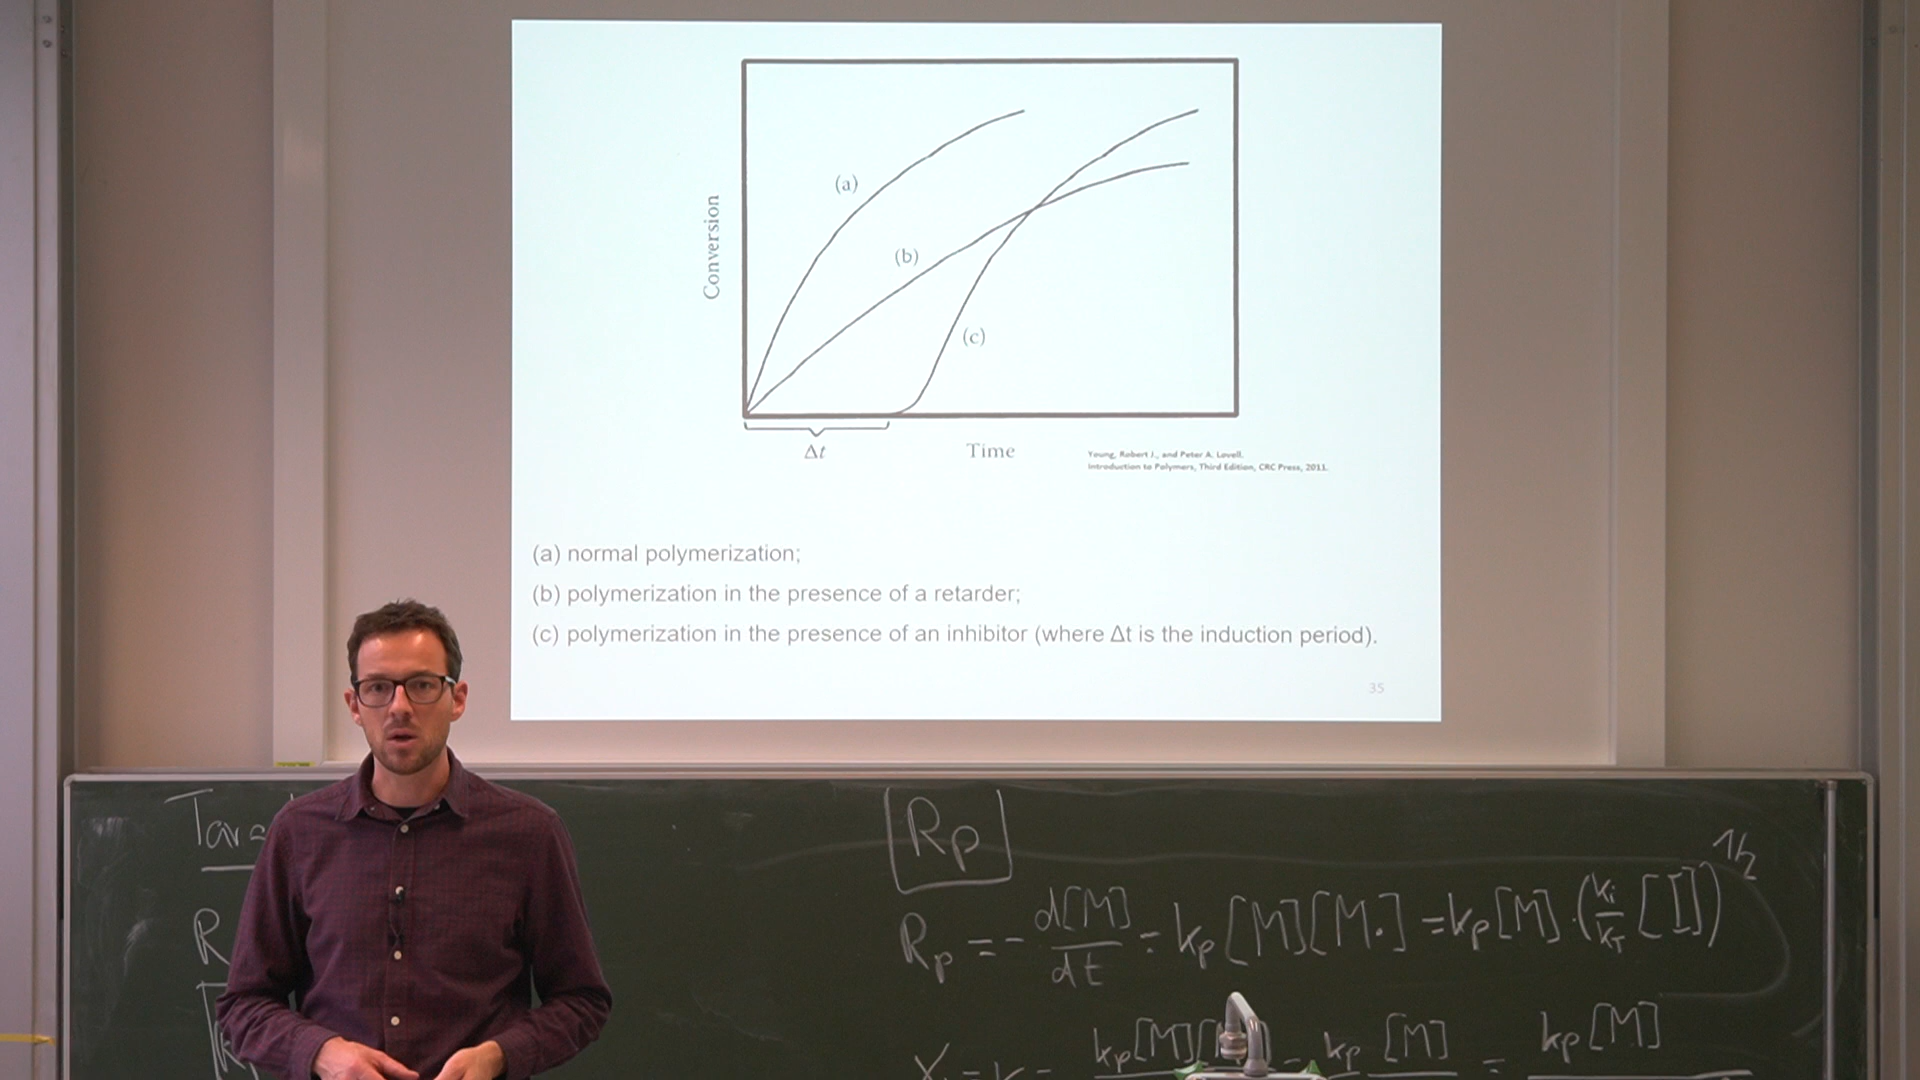 (a)
(b)
(c)
Conversion
Δt
Time
Young, Robert J., and Peter A. Lovell.
Introduction to Polymers, Third Edition, CRC Press, 2011.
(a) normal polymerization;
(b) polymerization in the presence of a retarder;
(c) polymerization in the presence of an inhibitor (where Δt is the induction period).
35
Rp
Rp = - d[M]/dt = kp [M][M·] = kp[M]·(ki/kT [I])^1/2
kp[M] = kp [M] = kp [M]